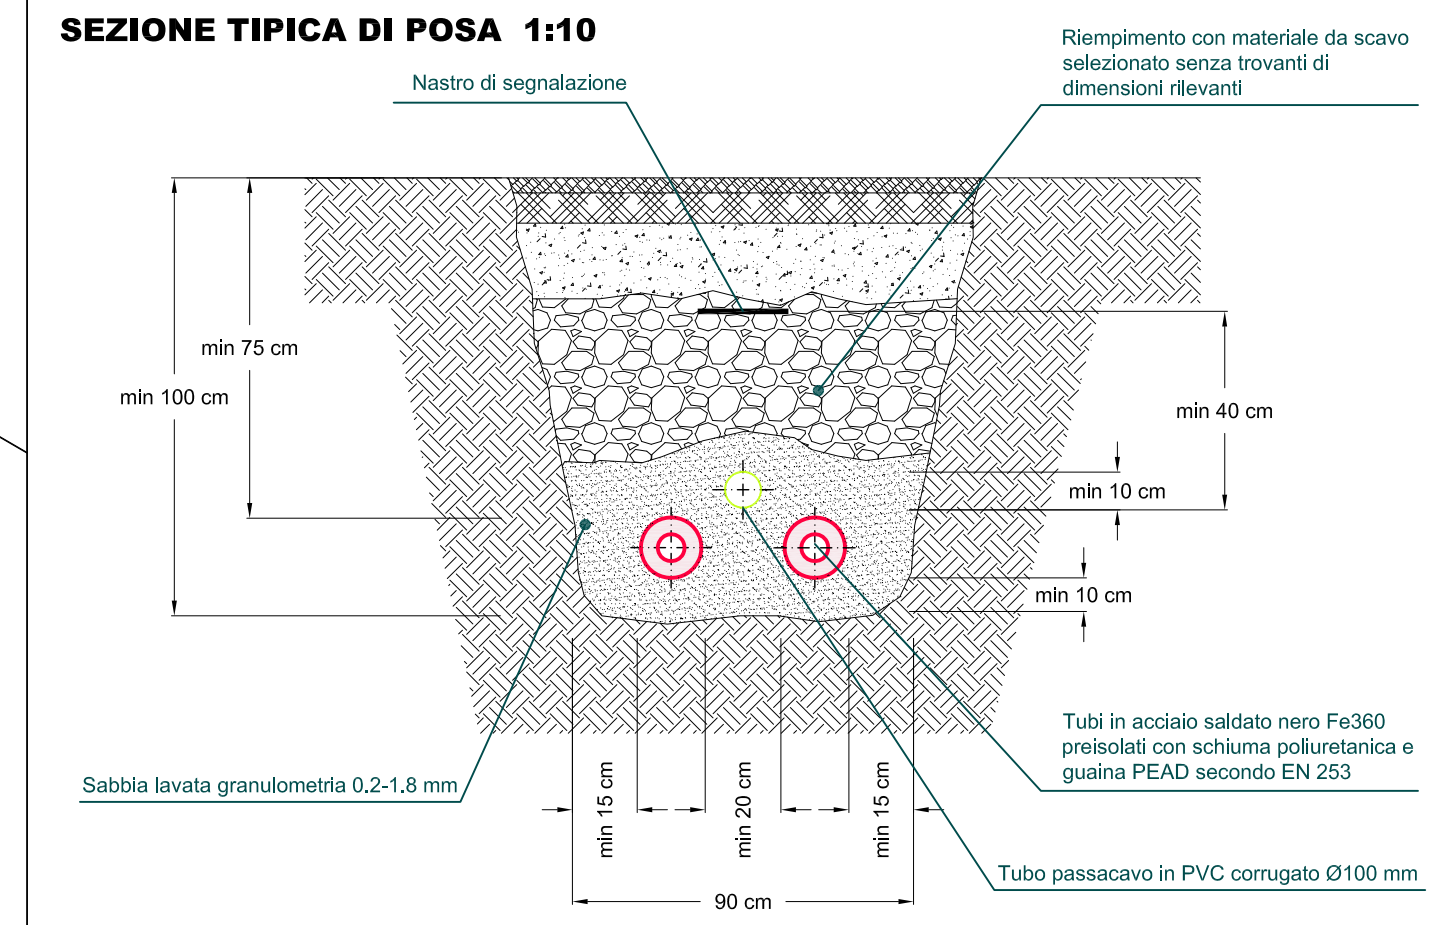 SEZIONE TIPICA DI POSA 1:10
Riempimento con materiale da scavo
selezionato senza trovanti di
dimensioni rilevanti
Nastro di segnalazione
min 75 cm
min 100 cm
min 40 cm
min 10 cm
min 10 cm
Tubi in acciaio saldato nero Fe360
preisolati con schiuma poliuretanica e
guaina PEAD secondo EN 253
Sabbia lavata granulometria 0.2-1.8 mm
min 15 cm
min 20 cm
min 15 cm
Tubo passacavo in PVC corrugato Ø100 mm
90 cm